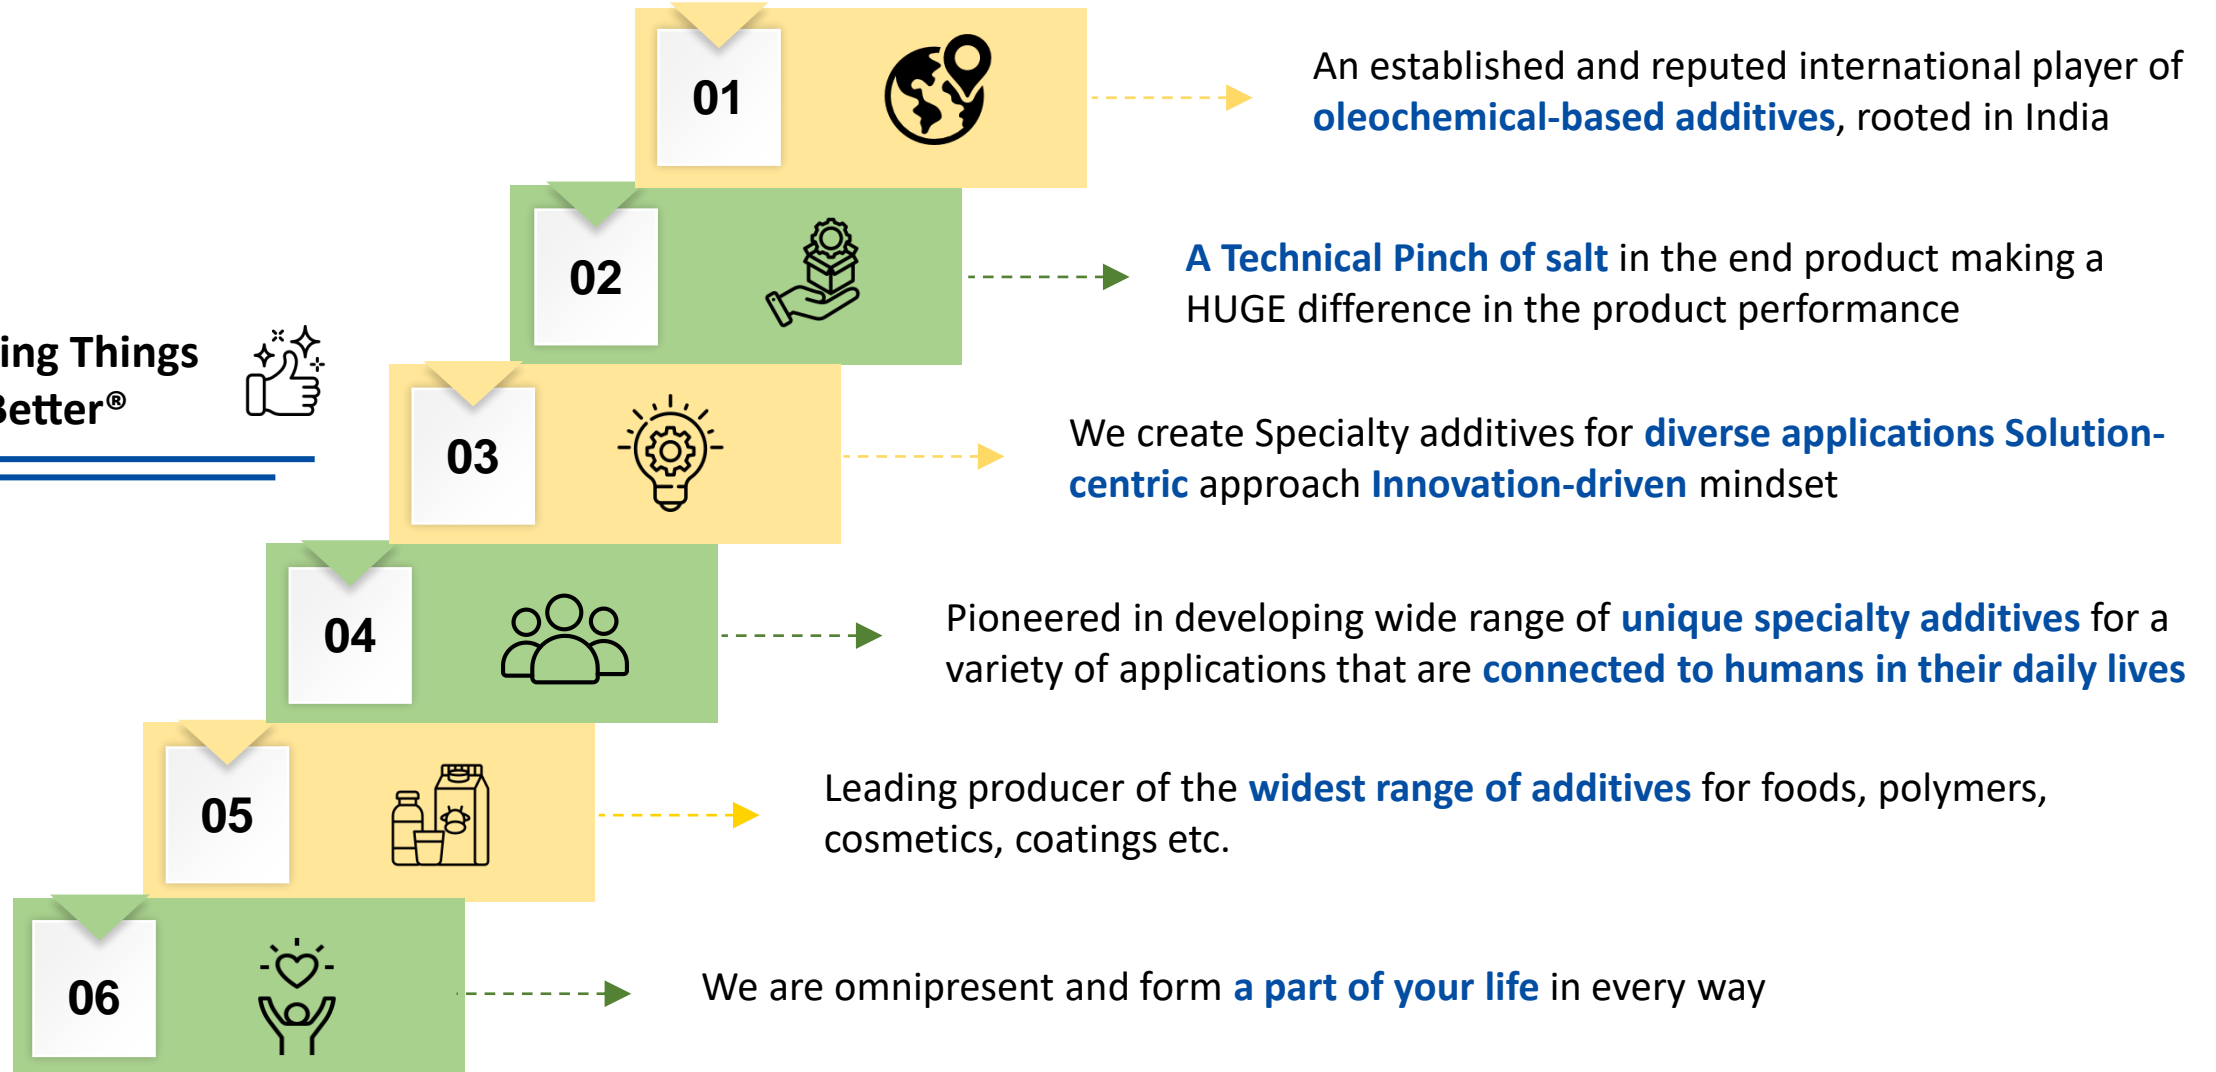 01
An established and reputed international player of
oleochemical-based additives, rooted in India
02
A Technical Pinch of salt in the end product making a
HUGE difference in the product performance
Things
03
We create Specialty additives for diverse applications Solution-
centric approach Innovation-driven mindset
04
Pioneered in developing wide range of unique specialty additives for a
variety of applications that are connected to humans in their daily lives
05
Leading producer of the widest range of additives for foods, polymers,
cosmetics, coatings etc.
06
We are omnipresent and form a part of your life in every way